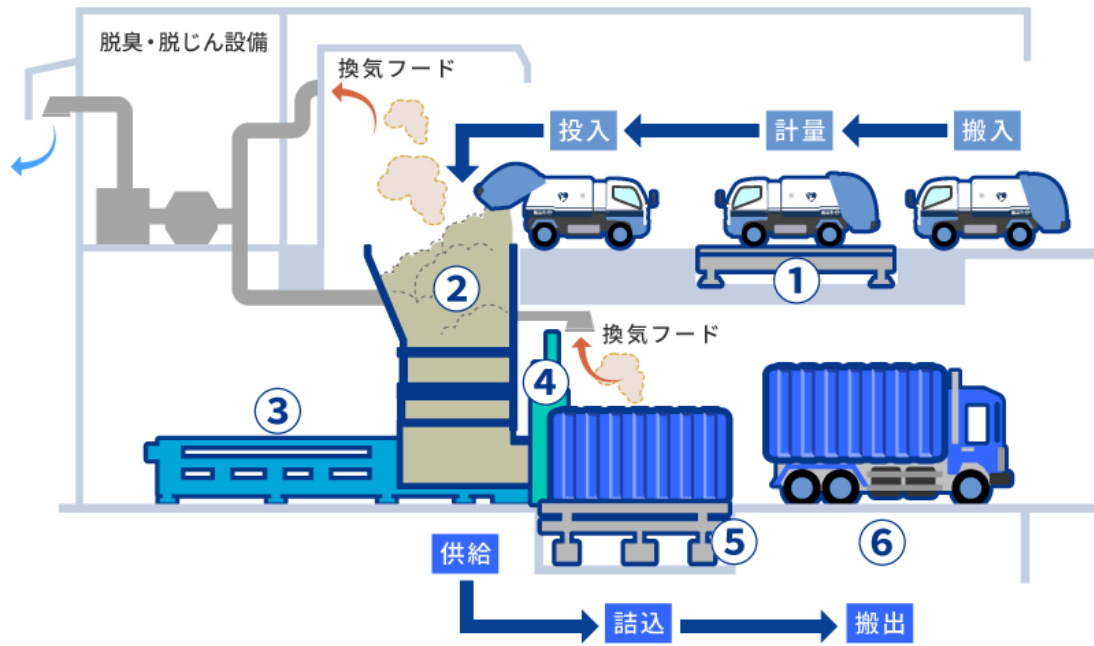 脱臭・脱じん設備
換気フード
投入
計量
搬入
①
②
換気フード
③
④
⑤
⑥
供給
詰込
搬出